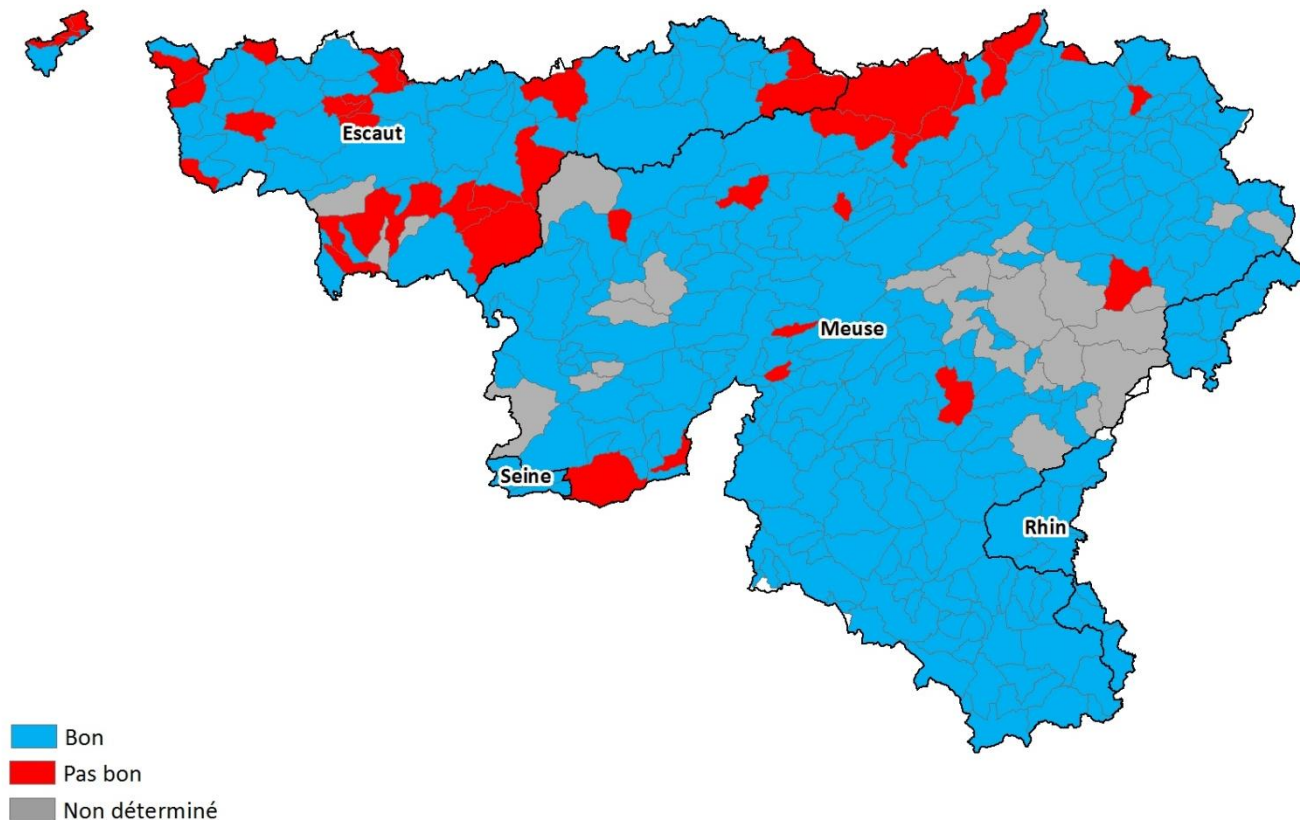 Escaut
Meuse
Seine
Rhin
Bon
Pas bon
Non déterminé